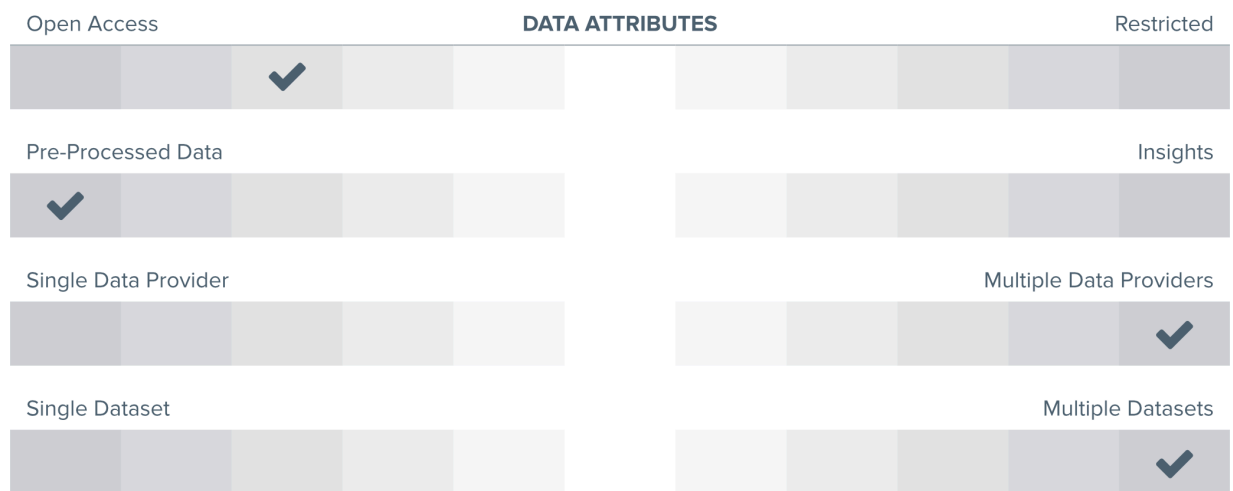 Open Access DATA ATTRIBUTES Restricted
Pre-Processed Data Insights
Single Data Provider Multiple Data Providers
Single Dataset Multiple Datasets